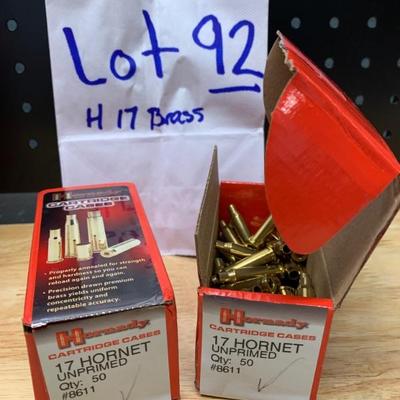 Lot 92
H 17 Brass
Hornady
CARTRIDGE
CASES
• Properly annealed for strength
and hardness so you can
reload again and again.
• Precision drawn premium
brass yields uniform
concentricity and
repeatable accuracy.
Hornady
CARTRIDGE CASES
17 HORNET
UNPRIMED
Qty: 50
#8611
Hornady
CARTRIDGE CASES
17 HORNET
UNPRIMED
Qty: 50
#8611